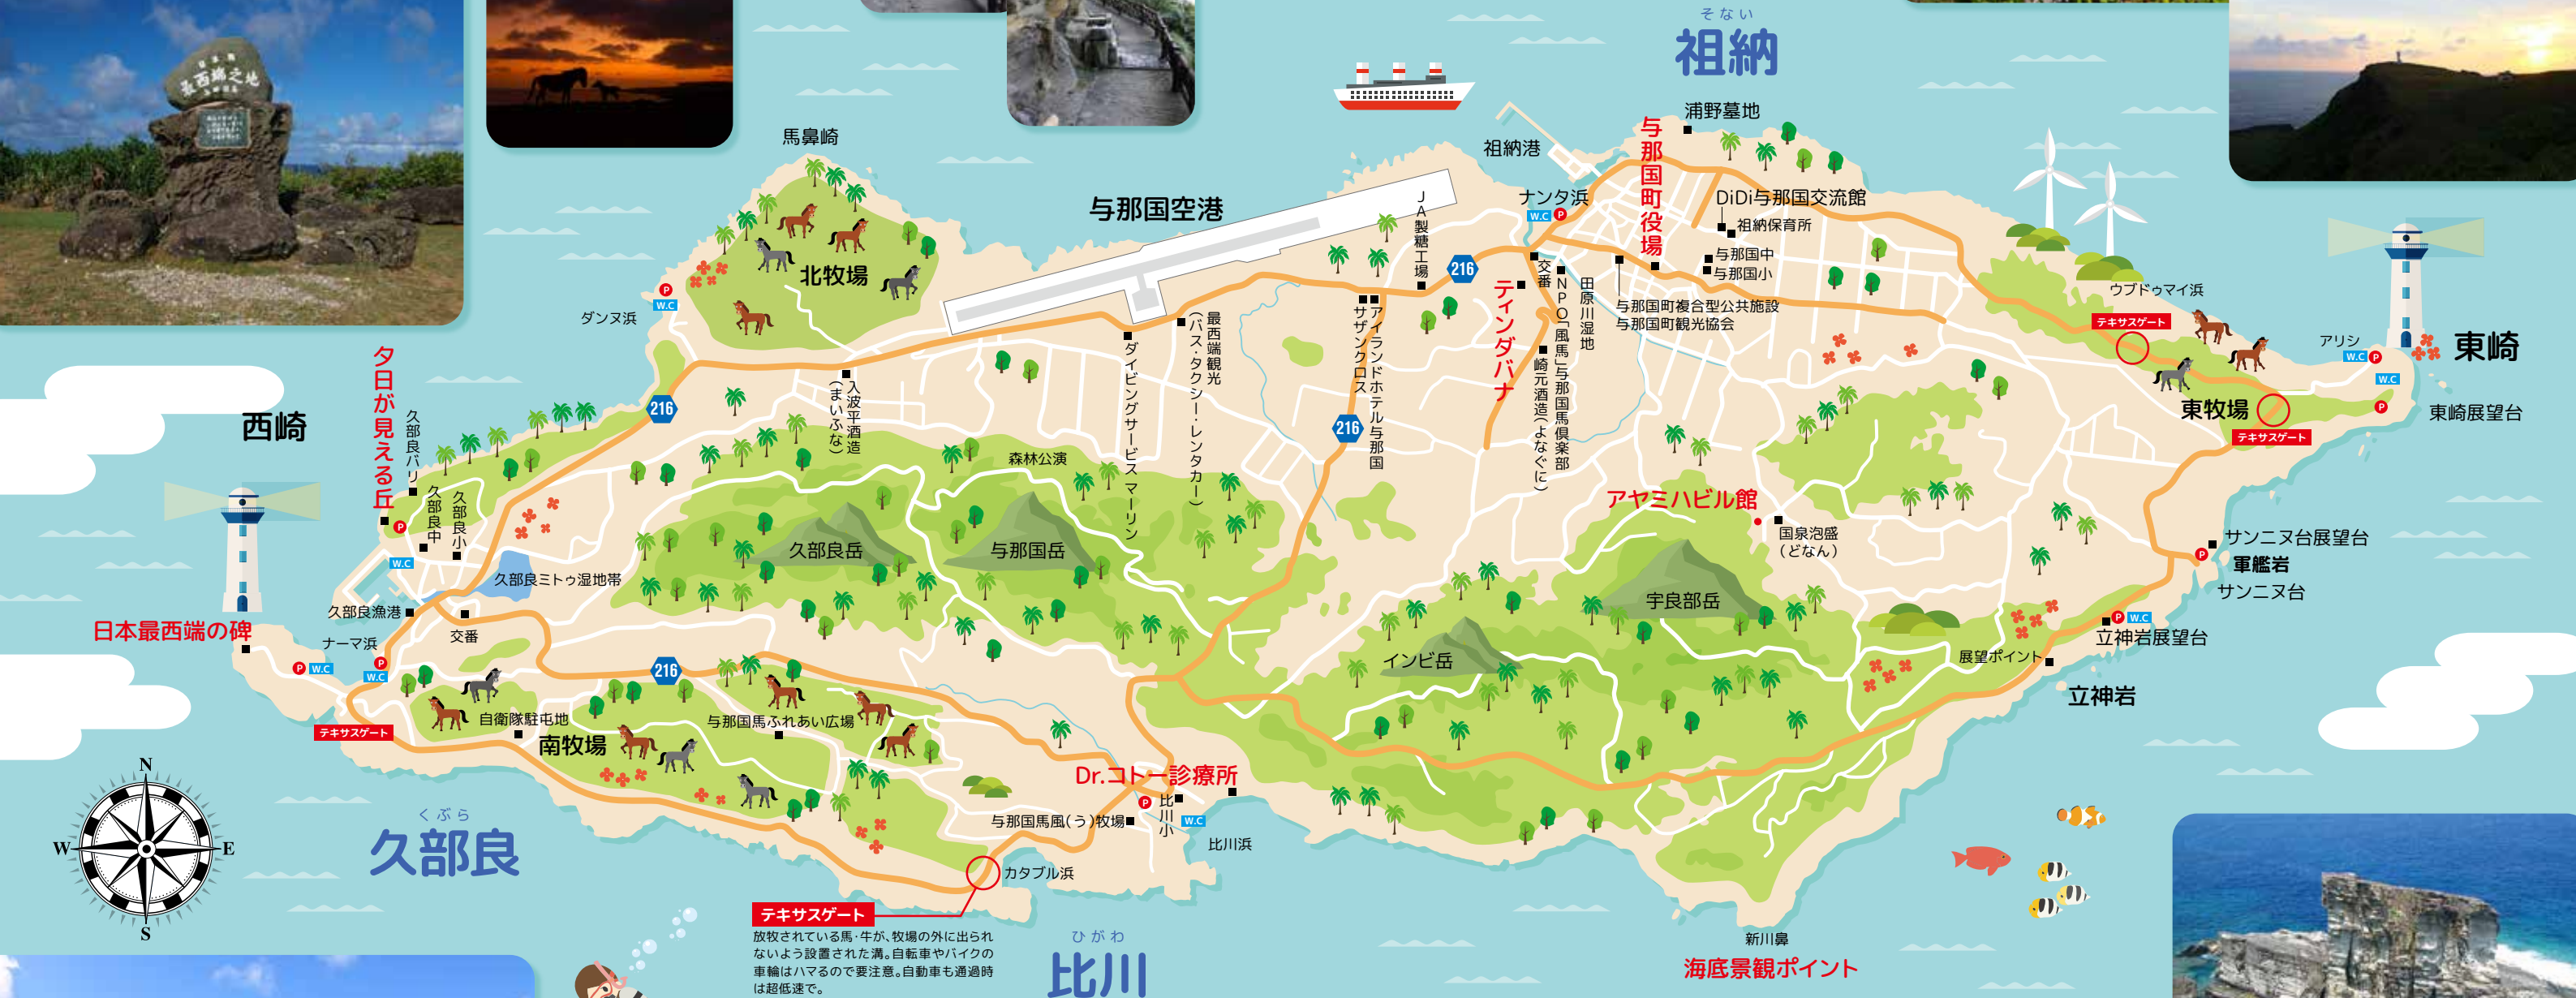 日本国
最西端之地
そない
祖納
浦野墓地
馬鼻崎
祖納港
与那国町役場
与那国空港
ナンタ浜
W.C
P
DiDi与那国交流館
祖納保育所
与那国中
与那国小
JA製糖工場
216
交番
NPO「風馬」与那国馬倶楽部
田原川湿地
与那国町複合型公共施設
与那国町観光協会
ティンダバナ
崎元酒造(よなぐに)
北牧場
P
W.C
ダンヌ浜
ウブドゥマイ浜
テキサスゲート
アリシ
W.C
P
W.C
東崎
東牧場
P
東崎展望台
テキサスゲート
最西端観光
(バス・タクシー・レンタカー)
ダイビングサービス マーリン
アイランドホテル与那国
サザンクロス
216
入波平酒造
(まいふな)
216
夕日が見える丘
久部良バリ
西崎
久部良中
久部良小
P
W.C
森林公演
久部良岳
与那国岳
アヤミハビル館
国泉泡盛
(どなん)
宇良部岳
インビ岳
サンニヌ台展望台
P
軍艦岩
サンニヌ台
P
W.C
立神岩展望台
展望ポイント
立神岩
久部良ミトゥ湿地帯
久部良漁港
日本最西端の碑
ナーマ浜
交番
P
W.C
P
W.C
216
自衛隊駐屯地
与那国馬ふれあい広場
南牧場
テキサスゲート
N
W
E
S
くぶら
久部良
Dr.コトー診療所
P
比川小
W.C
与那国馬風(う)牧場
比川浜
カタブル浜
テキサスゲート
放牧されている馬・牛が、牧場の外に出られ
ないよう設置された溝。自転車やバイクの
車輪はハマるので要注意。自動車も通過時
は超低速で。
ひがわ
比川
新川鼻
海底景観ポイント